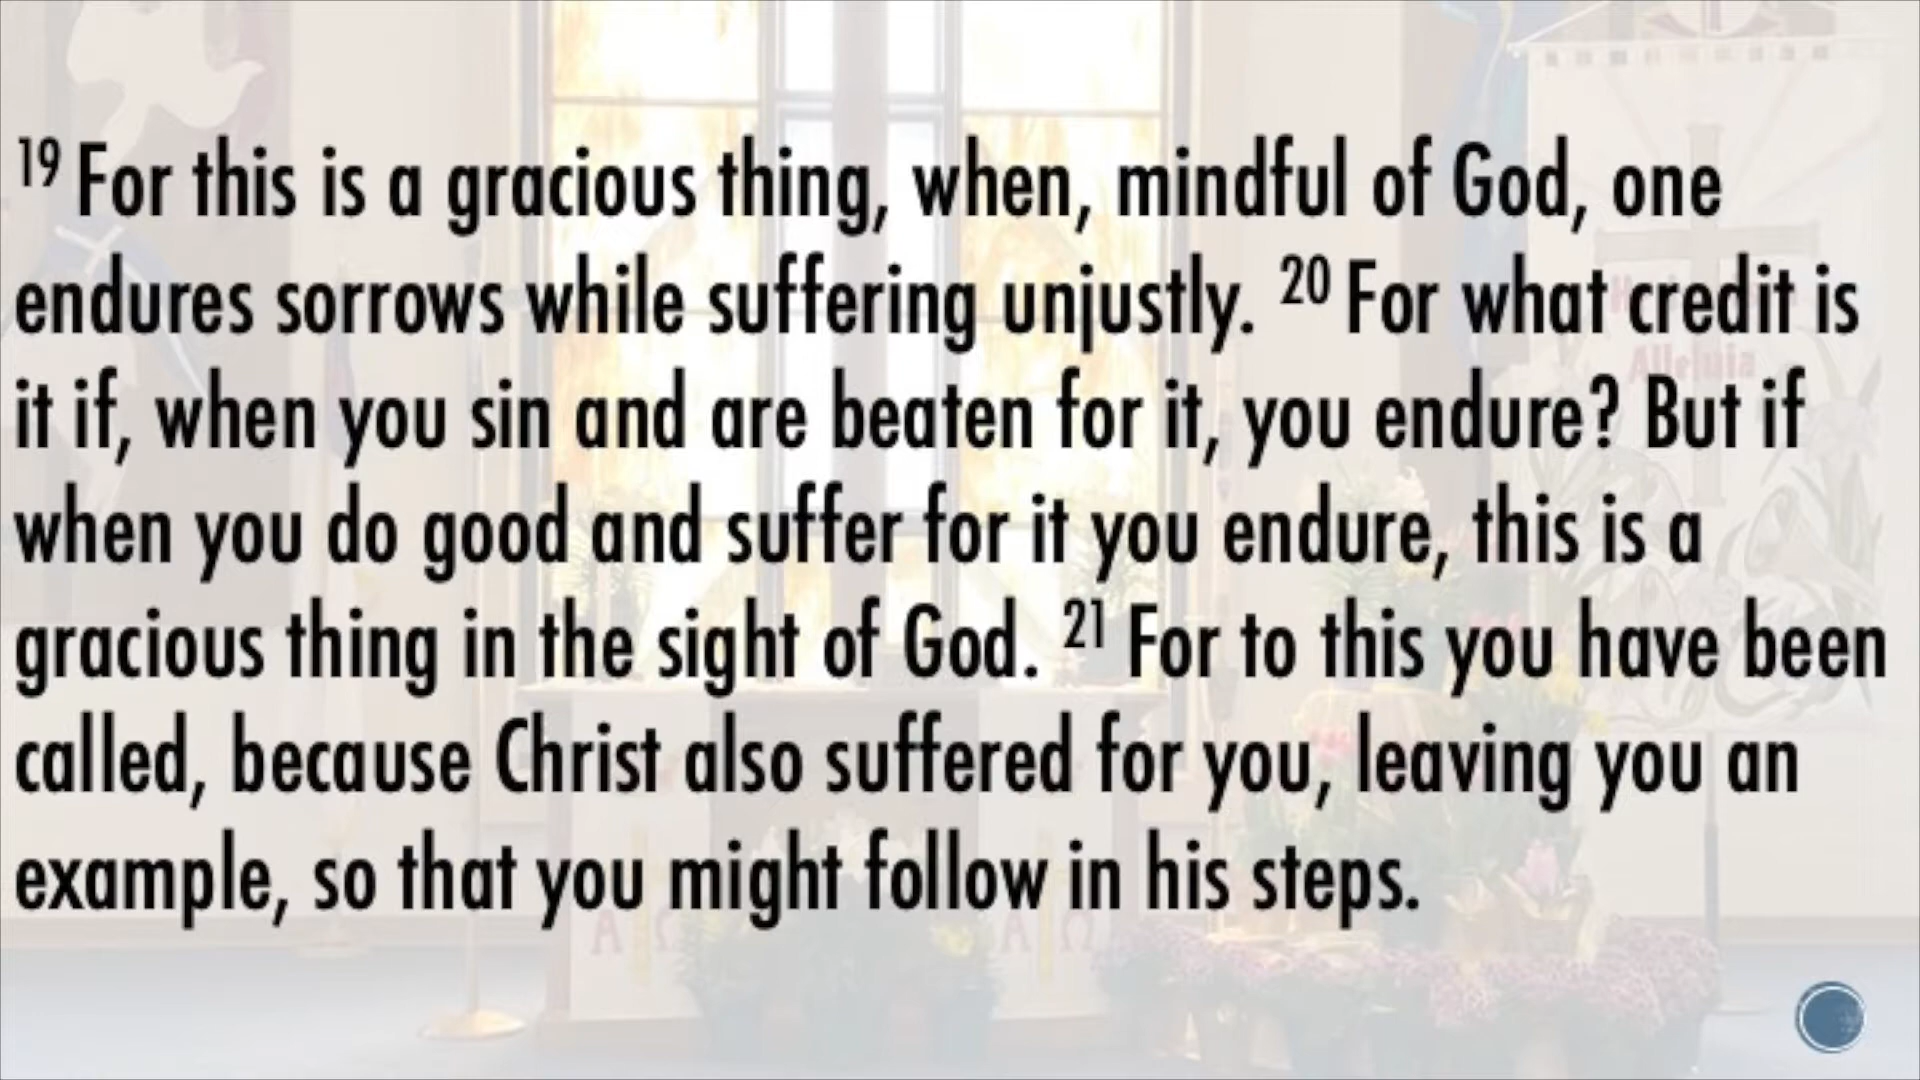 19 For this is a gracious thing, when, mindful of God, one
endures sorrows while suffering unjustly. 20 For what credit is
it if, when you sin and are beaten for it, you endure? But if
when you do good and suffer for it you endure, this is a
gracious thing in the sight of God. 21 For to this you have been
called, because Christ also suffered for you, leaving you an
example, so that you might follow in his steps.
Alleluia
Α Ω
Α Ω